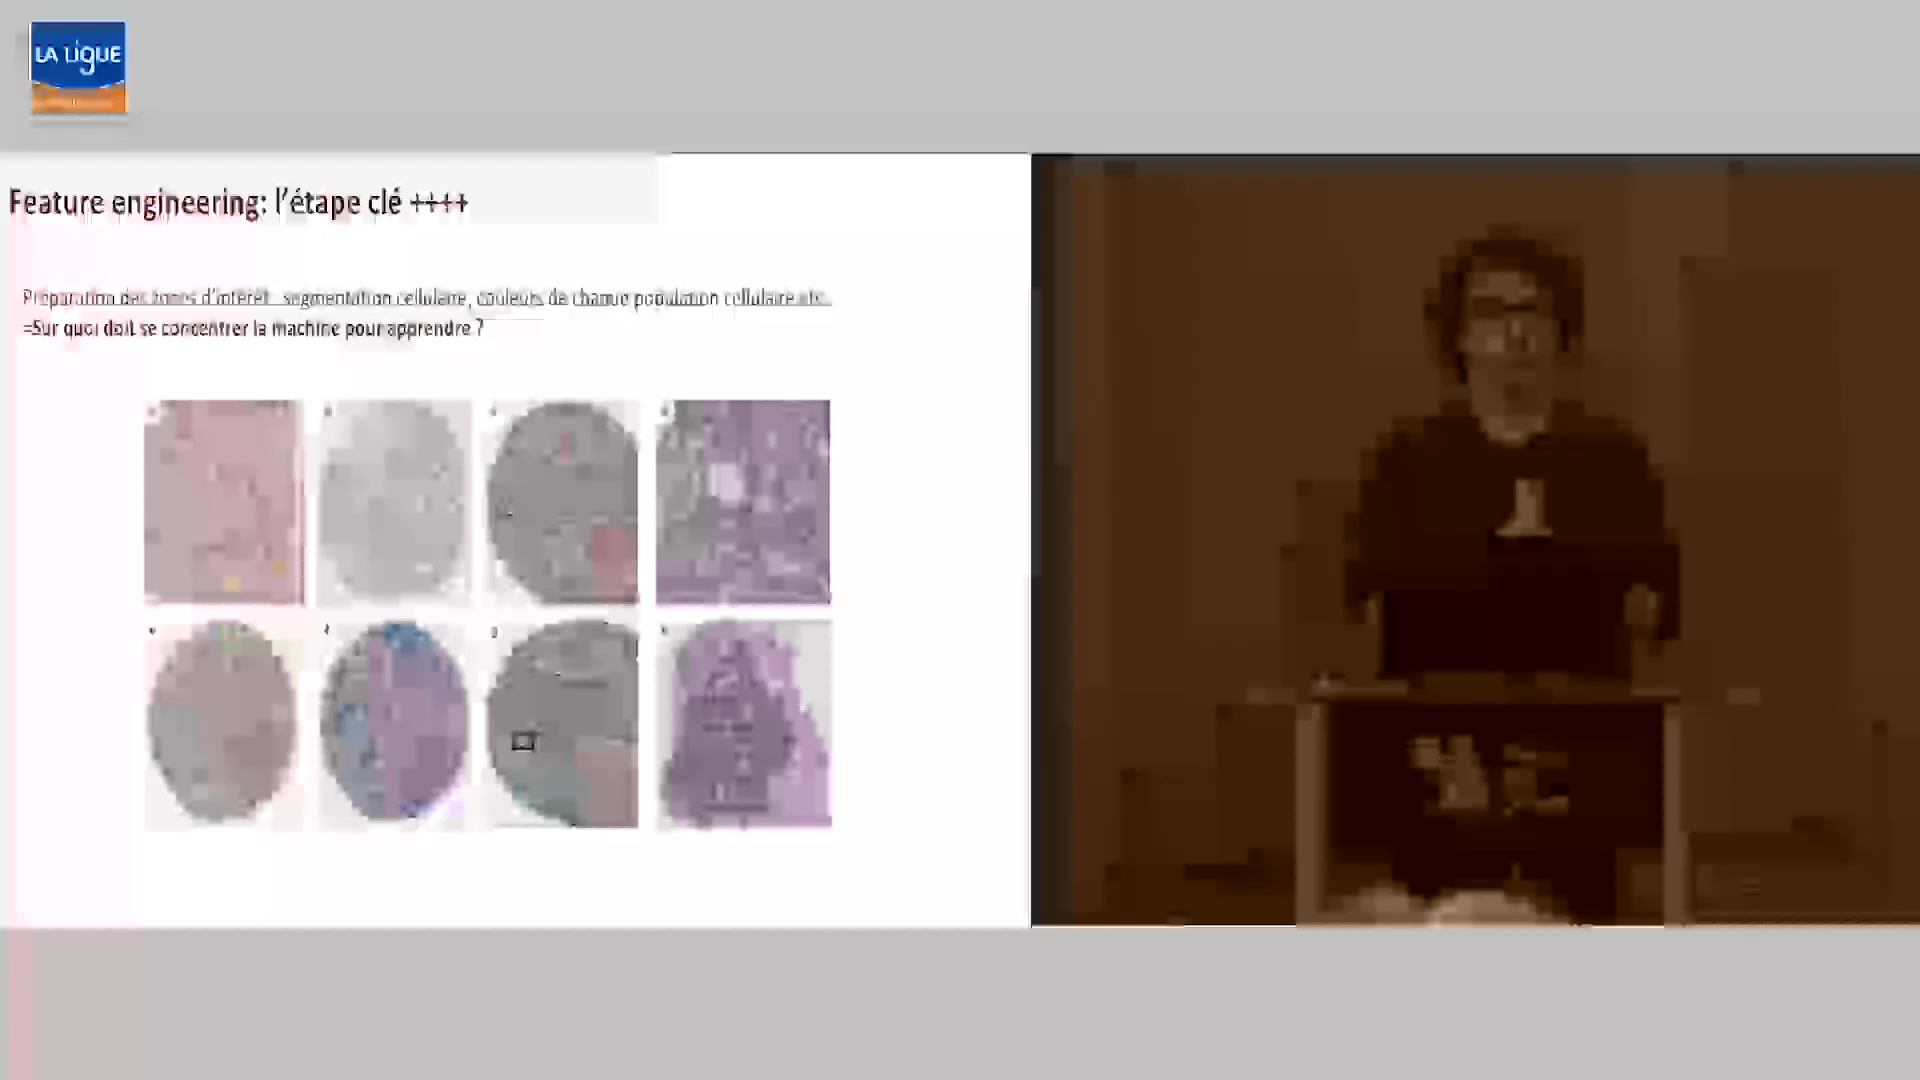 LA LIGUE
Feature engineering: l'étape clé ++++
Préparation des zones d'intérêt: segmentation cellulaire, couleurs de chaque population cellulaire etc.
=Sur quoi doit se concentrer la machine pour apprendre ?